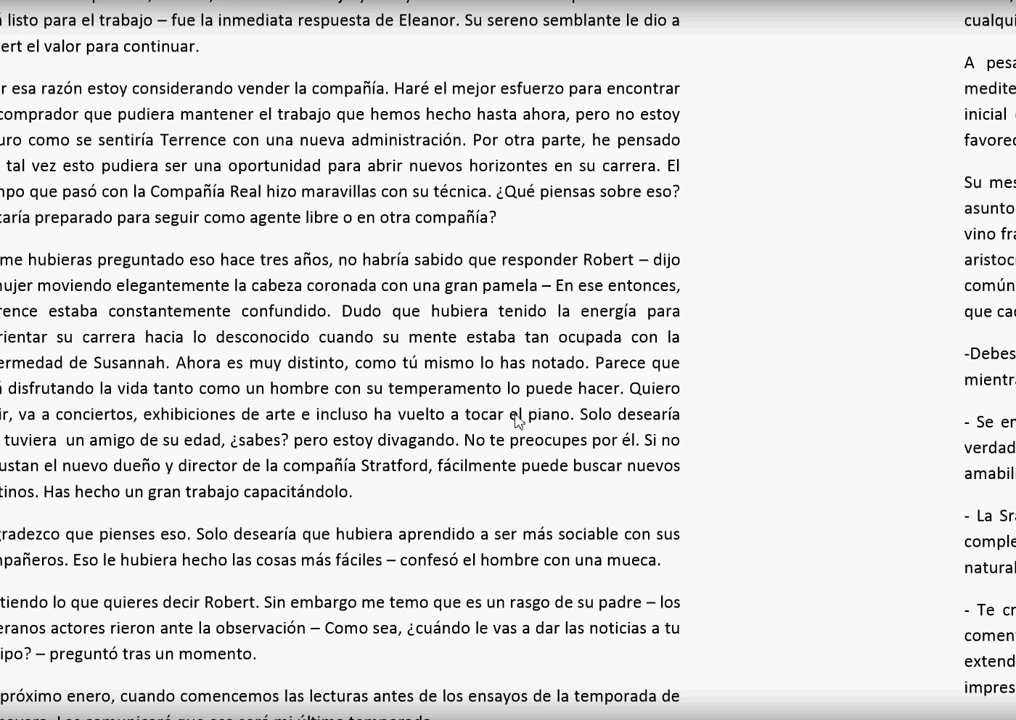 listo para el trabajo – fue la inmediata respuesta de Eleanor. Su sereno semblante le dio a
ert el valor para continuar.
r esa razón estoy considerando vender la compañía. Haré el mejor esfuerzo para encontrar
comprador que pudiera mantener el trabajo que hemos hecho hasta ahora, pero no estoy
uro como se sentiría Terrence con una nueva administración. Por otra parte, he pensado
tal vez esto pudiera ser una oportunidad para abrir nuevos horizontes en su carrera. El
npo que pasó con la Compañía Real hizo maravillas con su técnica. ¿Qué piensas sobre eso?
taría preparado para seguir como agente libre o en otra compañía?
me hubieras preguntado eso hace tres años, no habría sabido que responder Robert – dijo
nujer moviendo elegantemente la cabeza coronada con una gran pamela – En ese entonces,
rence estaba constantemente confundido. Dudo que hubiera tenido la energía para
rientar su carrera hacia lo desconocido cuando su mente estaba tan ocupada con la
ermedad de Susannah. Ahora es muy distinto, como tú mismo lo has notado. Parece que
disfrutando la vida tanto como un hombre con su temperamento lo puede hacer. Quiero
ir, va a conciertos, exhibiciones de arte e incluso ha vuelto a tocar el piano. Solo desearía
tuviera un amigo de su edad, ¿sabes? pero estoy divagando. No te preocupes por él. Si no
ustan el nuevo dueño y director de la compañía Stratford, fácilmente puede buscar nuevos
tinos. Has hecho un gran trabajo capacitándolo.
gradezco que pienses eso. Solo desearía que hubiera aprendido a ser más sociable con sus
npañeros. Eso le hubiera hecho las cosas más fáciles – confesó el hombre con una mueca.
tiendo lo que quieres decir Robert. Sin embargo me temo que es un rasgo de su padre – los
eranos actores rieron ante la observación – Como sea, ¿cuándo le vas a dar las noticias a tu
ipo? – preguntó tras un momento.
próximo enero, cuando comencemos las lecturas antes de los ensayos de la temporada de
cualqui
A pesa
medite
inicial
favorec
Su mes
asunto
vino fra
aristoc
común
que cad
-Debes
mientra
- Se en
verdad
amabili
- La Sra
comple
natural
- Te cr
coment
extend
impres